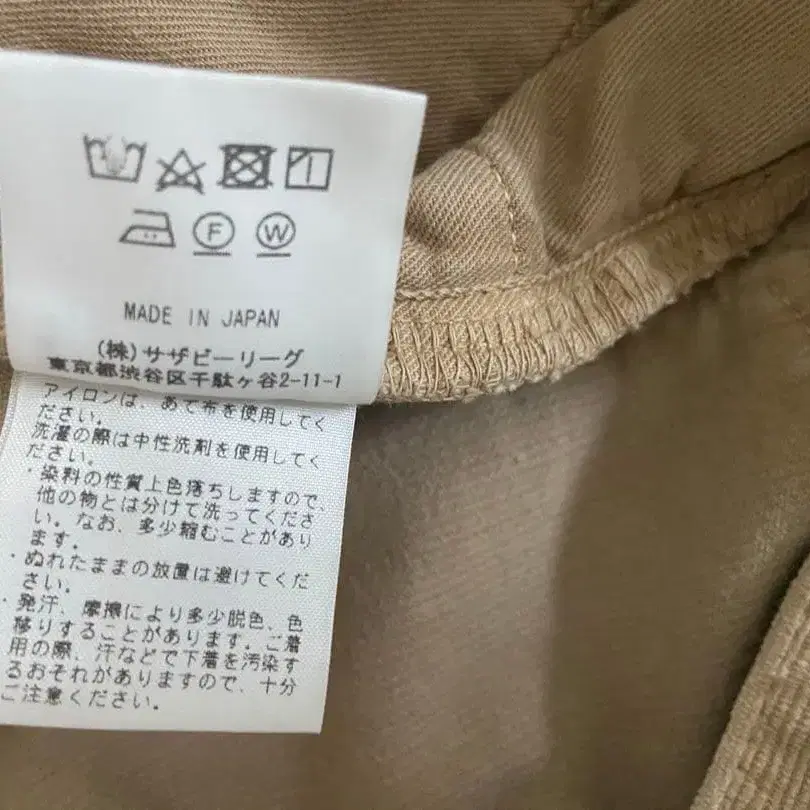 F W
MADE IN JAPAN
(株)サザビーリーグ
東京都渋谷区千駄ヶ谷2-11-1
アイロンは、あて布を使用してく
ださい。
洗濯の際は中性洗剤を使用してく
ださい。
・染料の性質上色落ちしますので、
他の物とは分けて洗ってくださ
い。なお、多少縮むことがあり
ます。
・ぬれたままの放置は避けてくだ
さい。
・発汗、摩擦により多少脱色、色
移りすることがあります。ご着
用の際、汗などで下着を汚染す
るおそれがありますので、十分
ご注意ください。